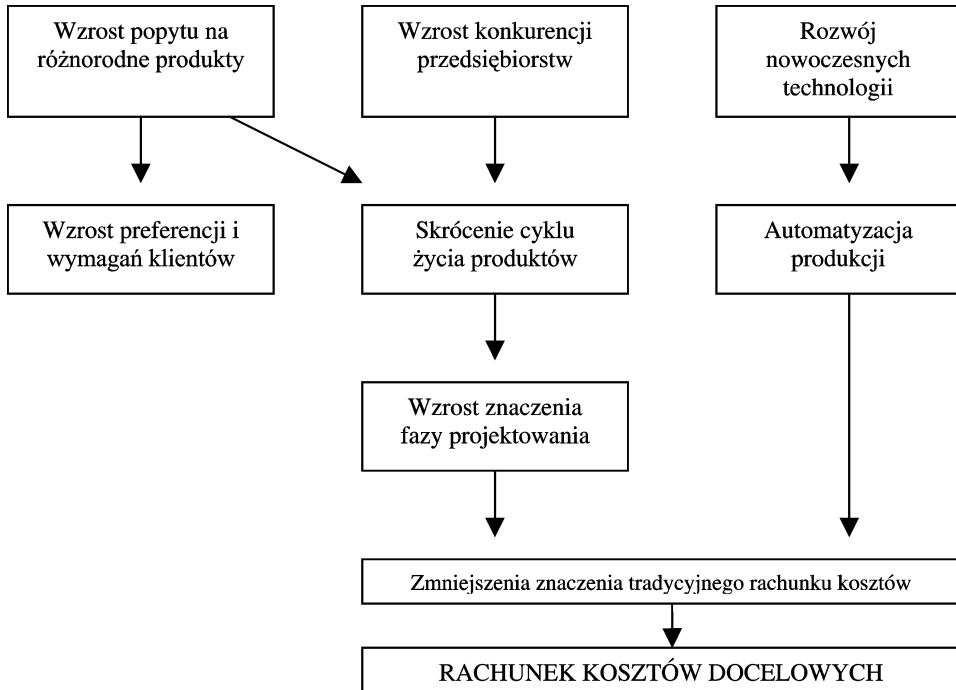 Wzrost popytu na
różnorodne produkty
Wzrost konkurencji
przedsiębiorstw
Rozwój
nowoczesnych
technologii
Wzrost preferencji i
wymagań klientów
Skrócenie cyklu
życia produktów
Automatyzacja
produkcji
Wzrost znaczenia
fazy projektowania
Zmniejszenia znaczenia tradycyjnego rachunku kosztów
RACHUNEK KOSZTÓW DOCELOWYCH